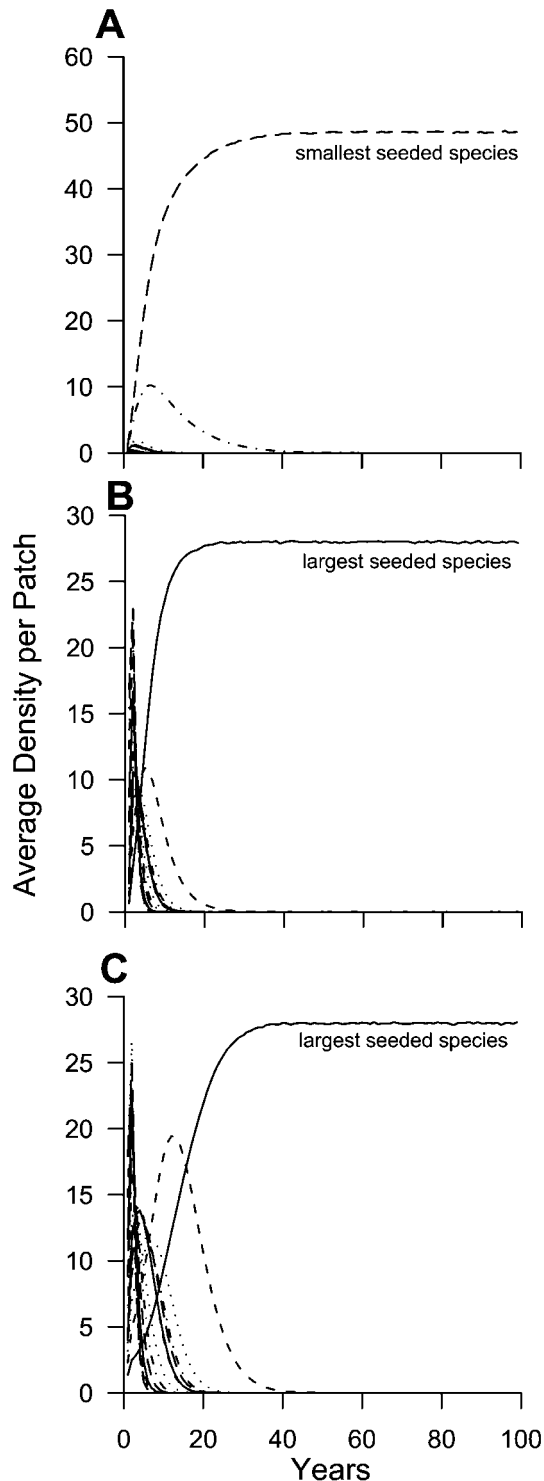 A
60
50
smallest seeded species
40
30
20
10
0
B
30
25
largest seeded species
20
15
10
5
0
Average Density per Patch
C
30
25
largest seeded species
20
15
10
5
0
0 20 40 60 80 100
Years